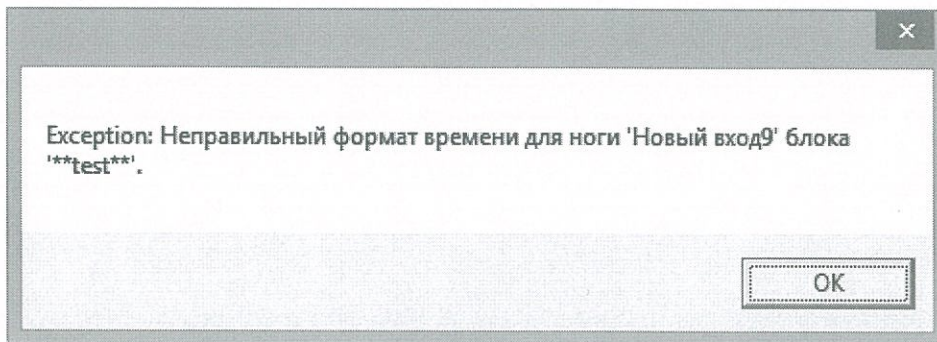 ×
Exception: Неправильный формат времени для ноги 'Новый вход9' блока
'**test**'.
OK